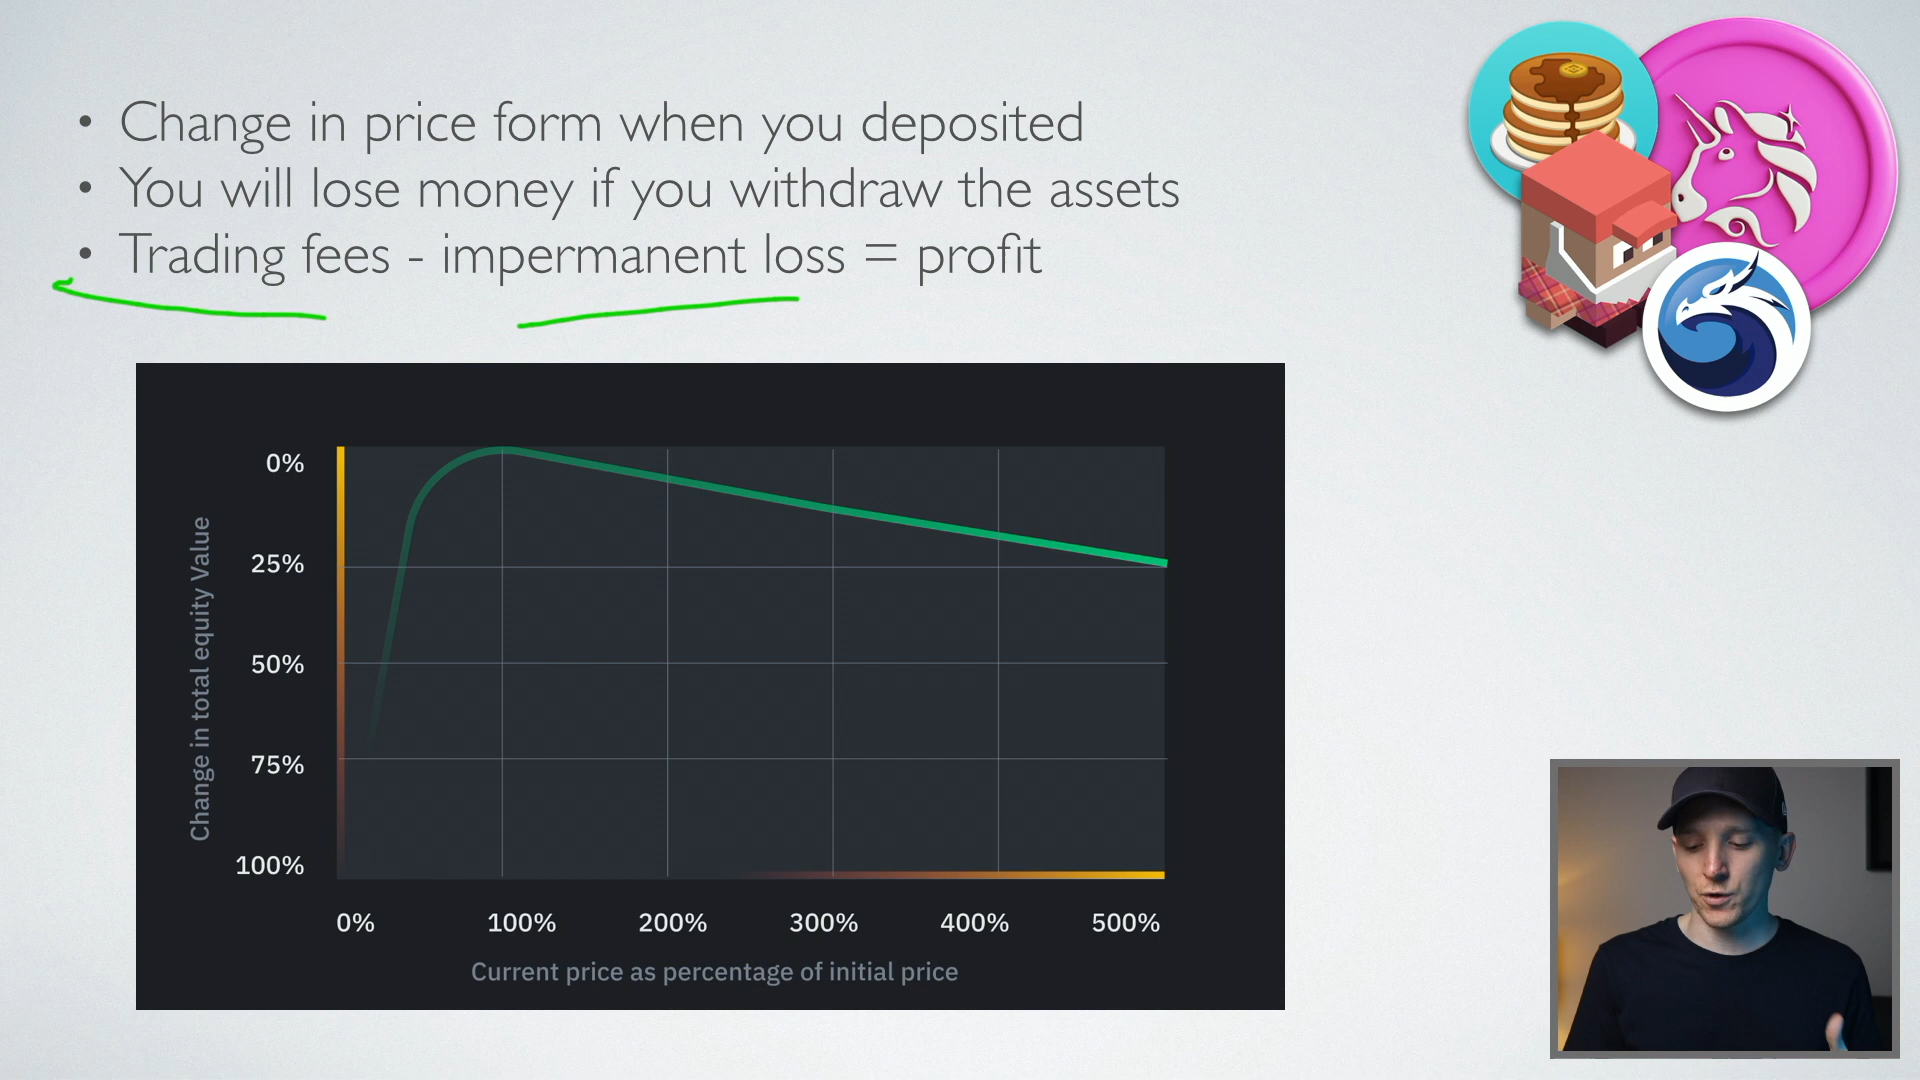 • Change in price form when you deposited
• You will lose money if you withdraw the assets
• Trading fees - impermanent loss = profit
Change in total equity Value
0%
25%
50%
75%
100%
0% 100% 200% 300% 400% 500%
Current price as percentage of initial price